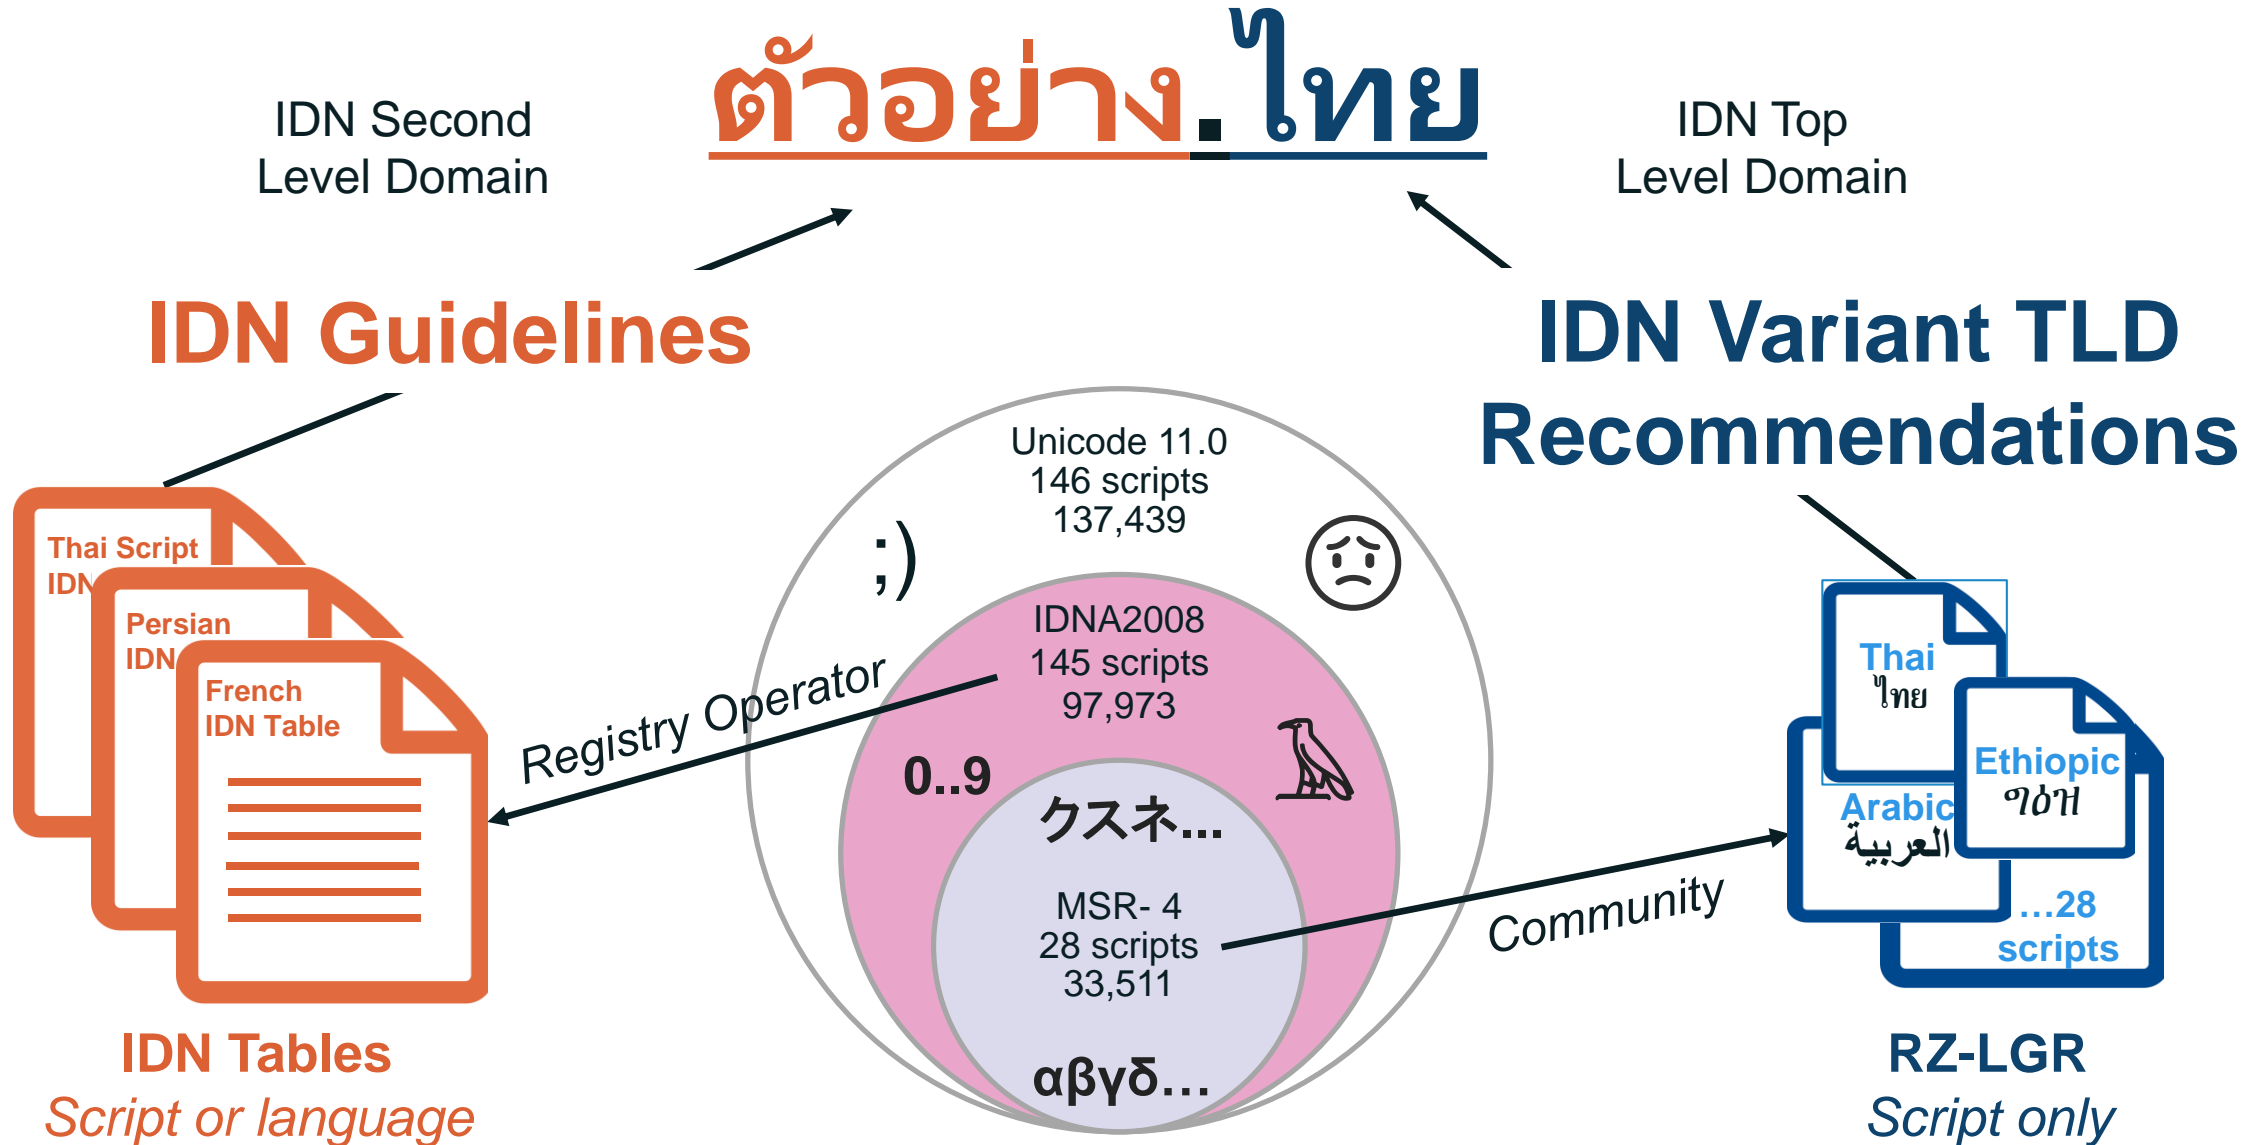 ตัวอย่าง.ไทย
IDN Second
Level Domain
IDN Top
Level Domain
IDN Guidelines
IDN Variant TLD
Recommendations
Unicode 11.0
146 scripts
137,439
;)
IDNA2008
145 scripts
97,973
0..9
クスネ...
MSR- 4
28 scripts
33,511
αβγδ...
Registry Operator
Community
Thai Script
IDN
Persian
IDN
French
IDN Table
IDN Tables
Script or language
Thai
ไทย
Ethiopic
ግዕዝ
Arabic
العربية
...28
scripts
RZ-LGR
Script only